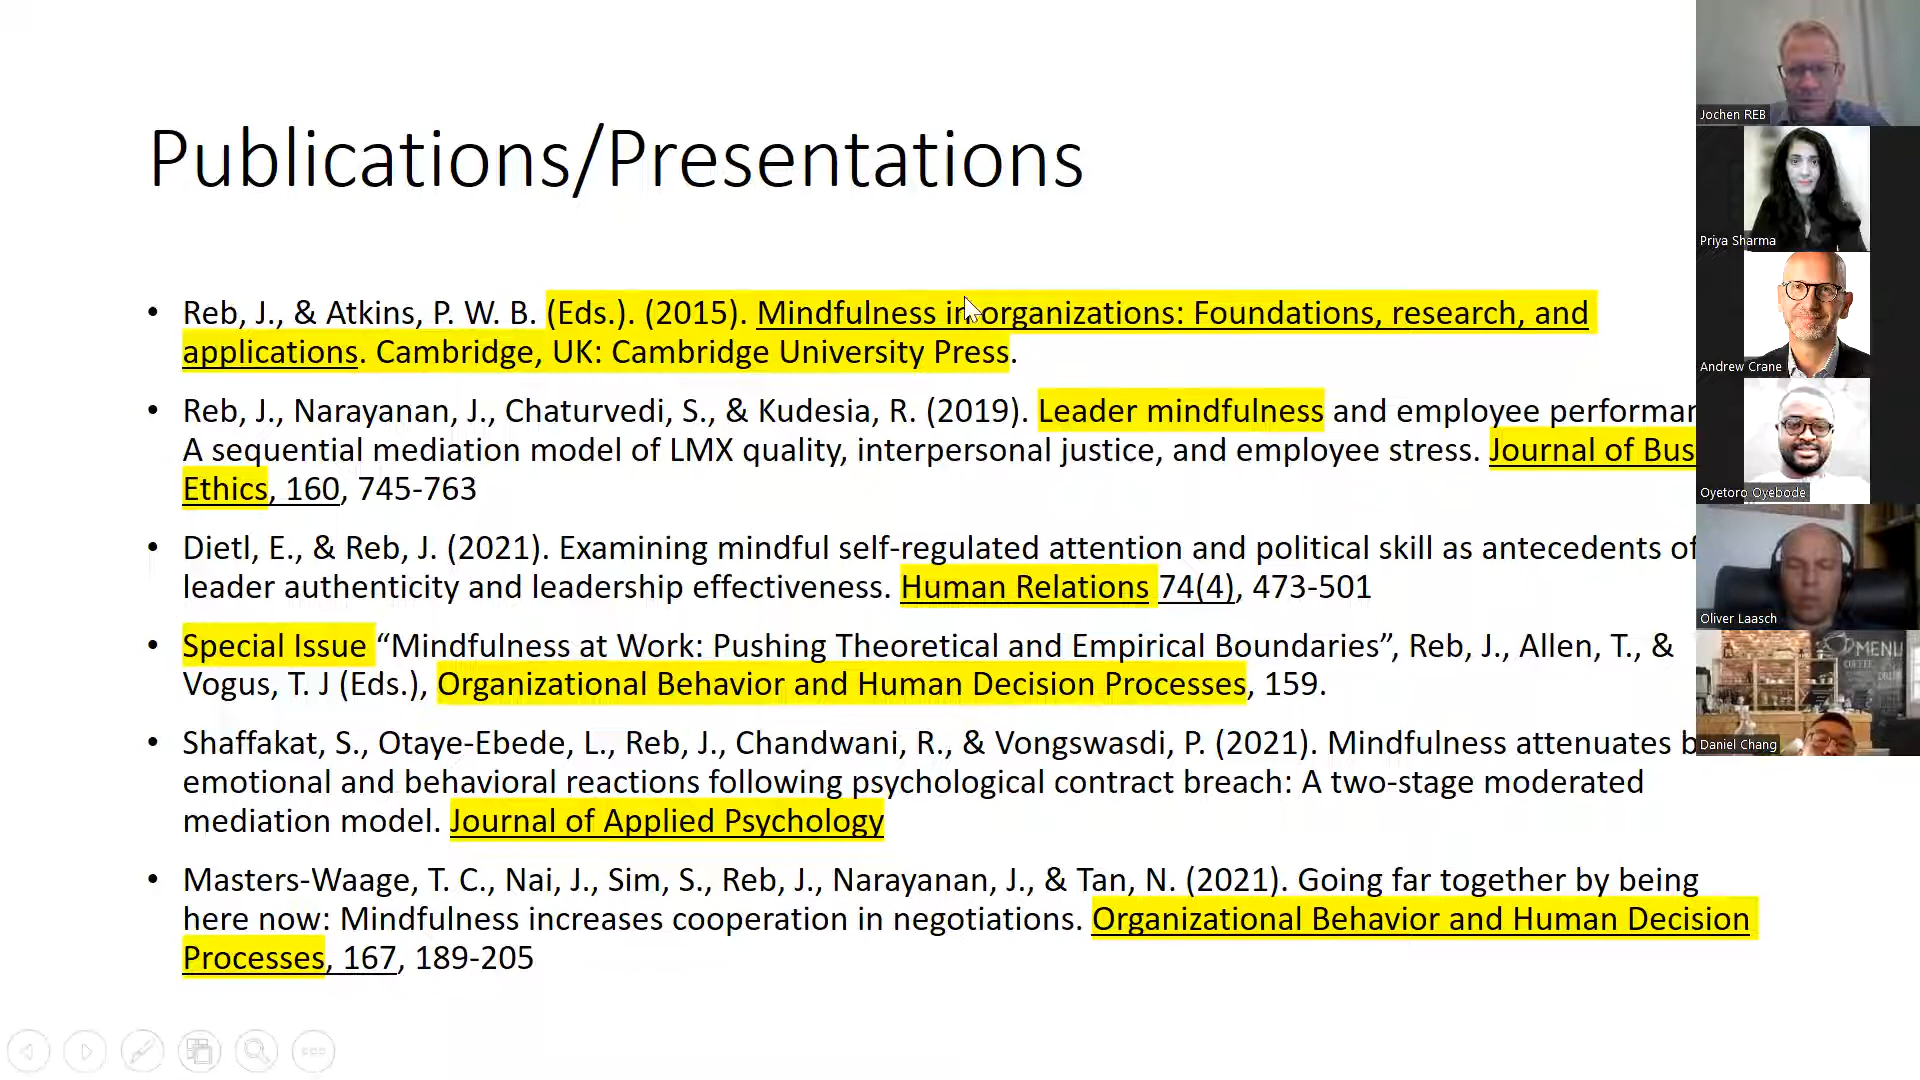 Publications/Presentations
• Reb, J., & Atkins, P. W. B. (Eds.). (2015). Mindfulness in organizations: Foundations, research, and
applications. Cambridge, UK: Cambridge University Press.
• Reb, J., Narayanan, J., Chaturvedi, S., & Kudesia, R. (2019). Leader mindfulness and employee
A sequential mediation model of LMX quality, interpersonal justice, and employee stress. Journal of
Ethics, 160, 745-763
• Dietl, E., & Reb, J. (2021). Examining mindful self-regulated attention and political skill as antecedents of
leader authenticity and leadership effectiveness. Human Relations 74(4), 473-501
• Special Issue “Mindfulness at Work: Pushing Theoretical and Empirical Boundaries”, Reb, J., Allen, T., &
Vogus, T. J (Eds.), Organizational Behavior and Human Decision Processes, 159.
• Shaffakat, S., Otaye-Ebede, L., Reb, J., Chandwani, R., & Vongswasdi, P. (2021). Mindfulness attenuates
emotional and behavioral reactions following psychological contract breach: A two-stage moderated
mediation model. Journal of Applied Psychology
• Masters-Waage, T. C., Nai, J., Sim, S., Reb, J., Narayanan, J., & Tan, N. (2021). Going far together by being
here now: Mindfulness increases cooperation in negotiations. Organizational Behavior and Human Decision
Processes, 167, 189-205
Jochen REB
Priya Sharma
Andrew Crane
Oyetoro Oyebode
Oliver Laasch
MENU
COFFEE
Daniel Chang